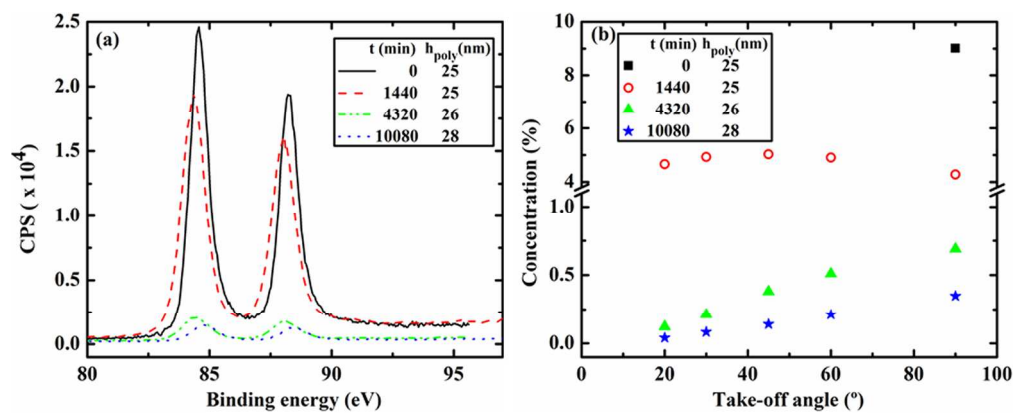 (a)
t (min) hpoly(nm)
0 25
1440 25
4320 26
10080 28
CPS ( x 10^4)
2.5
2.0
1.5
1.0
0.5
0.0
80 85 90 95
Binding energy (eV)
(b)
t (min) hpoly(nm)
0 25
1440 25
4320 26
10080 28
Concentration (%)
10
8
6
5
4
1.0
0.5
0.0
0 20 40 60 80 100
Take-off angle (º)